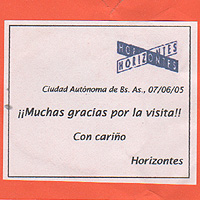 HORIZONTES
HORIZONTES
Ciudad Autónoma de Bs. As., 07/06/05
¡¡Muchas gracias por la visita!!
Con cariño
Horizontes